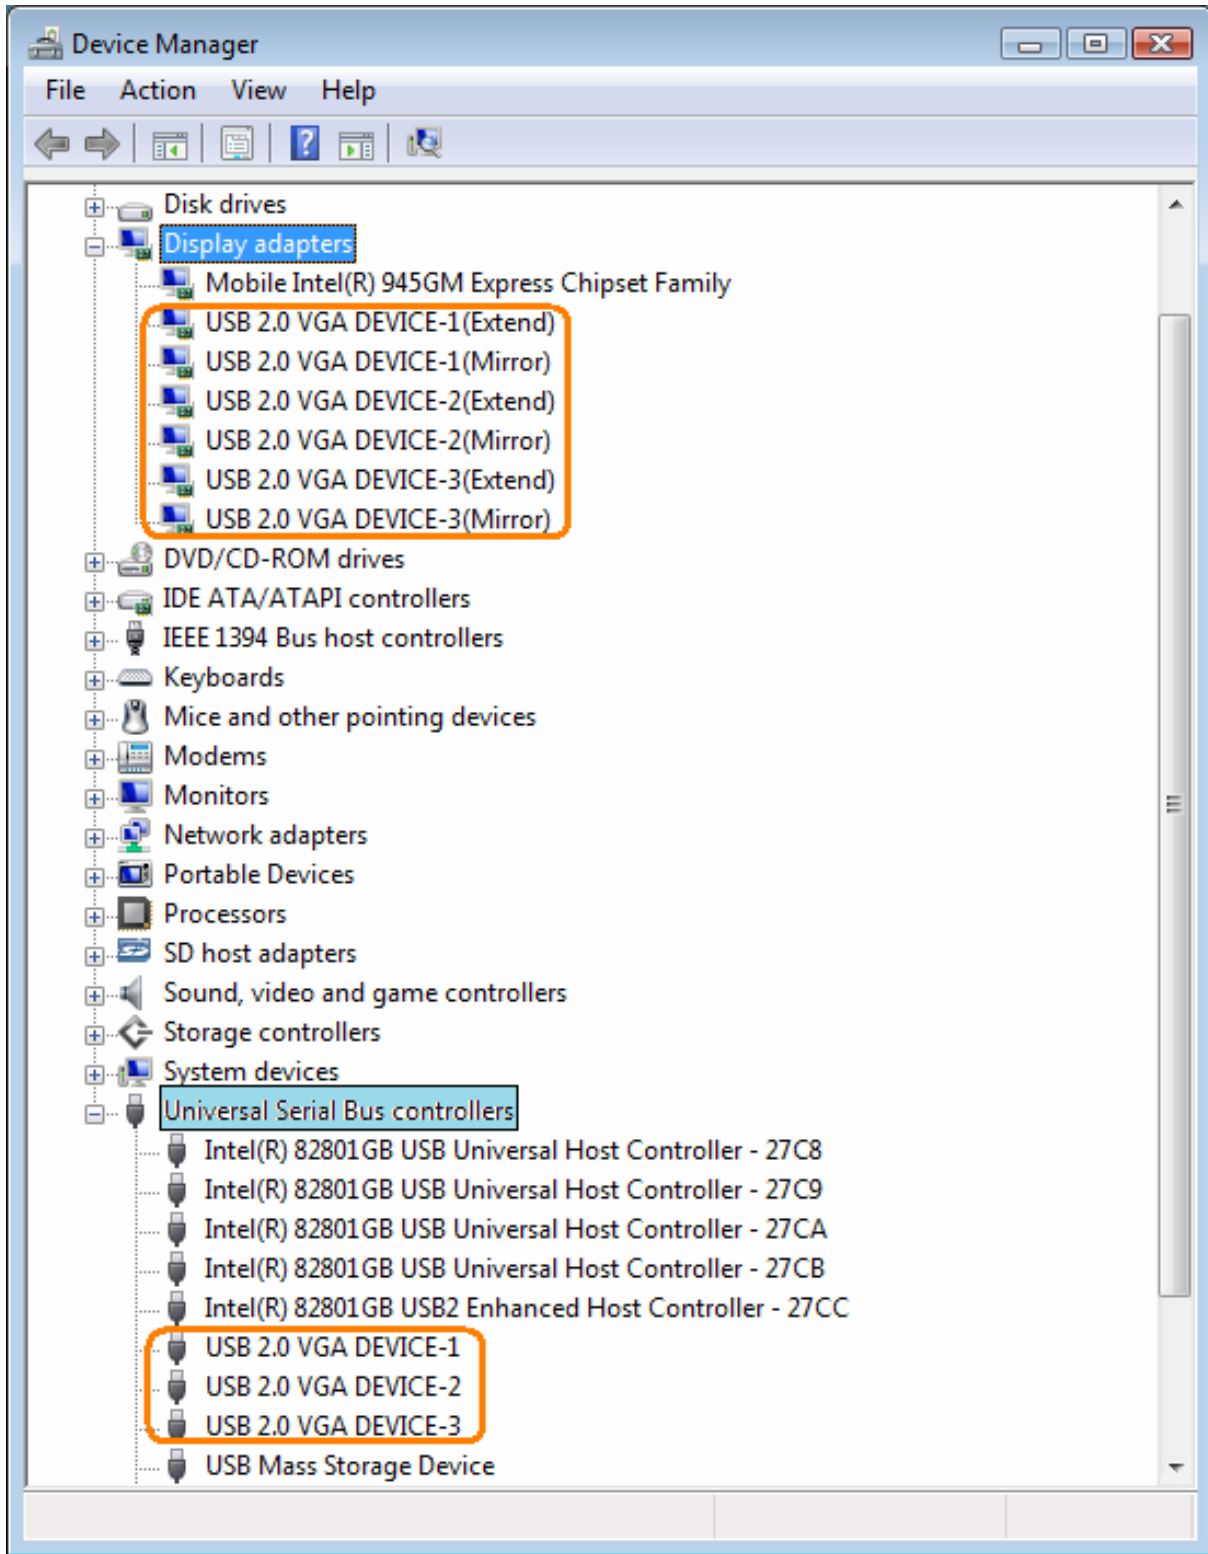 Device Manager
File Action View Help
Disk drives
Display adapters
Mobile Intel(R) 945GM Express Chipset Family
USB 2.0 VGA DEVICE-1(Extend)
USB 2.0 VGA DEVICE-1(Mirror)
USB 2.0 VGA DEVICE-2(Extend)
USB 2.0 VGA DEVICE-2(Mirror)
USB 2.0 VGA DEVICE-3(Extend)
USB 2.0 VGA DEVICE-3(Mirror)
DVD/CD-ROM drives
IDE ATA/ATAPI controllers
IEEE 1394 Bus host controllers
Keyboards
Mice and other pointing devices
Modems
Monitors
Network adapters
Portable Devices
Processors
SD host adapters
Sound, video and game controllers
Storage controllers
System devices
Universal Serial Bus controllers
Intel(R) 82801GB USB Universal Host Controller - 27C8
Intel(R) 82801GB USB Universal Host Controller - 27C9
Intel(R) 82801GB USB Universal Host Controller - 27CA
Intel(R) 82801GB USB Universal Host Controller - 27CB
Intel(R) 82801GB USB2 Enhanced Host Controller - 27CC
USB 2.0 VGA DEVICE-1
USB 2.0 VGA DEVICE-2
USB 2.0 VGA DEVICE-3
USB Mass Storage Device